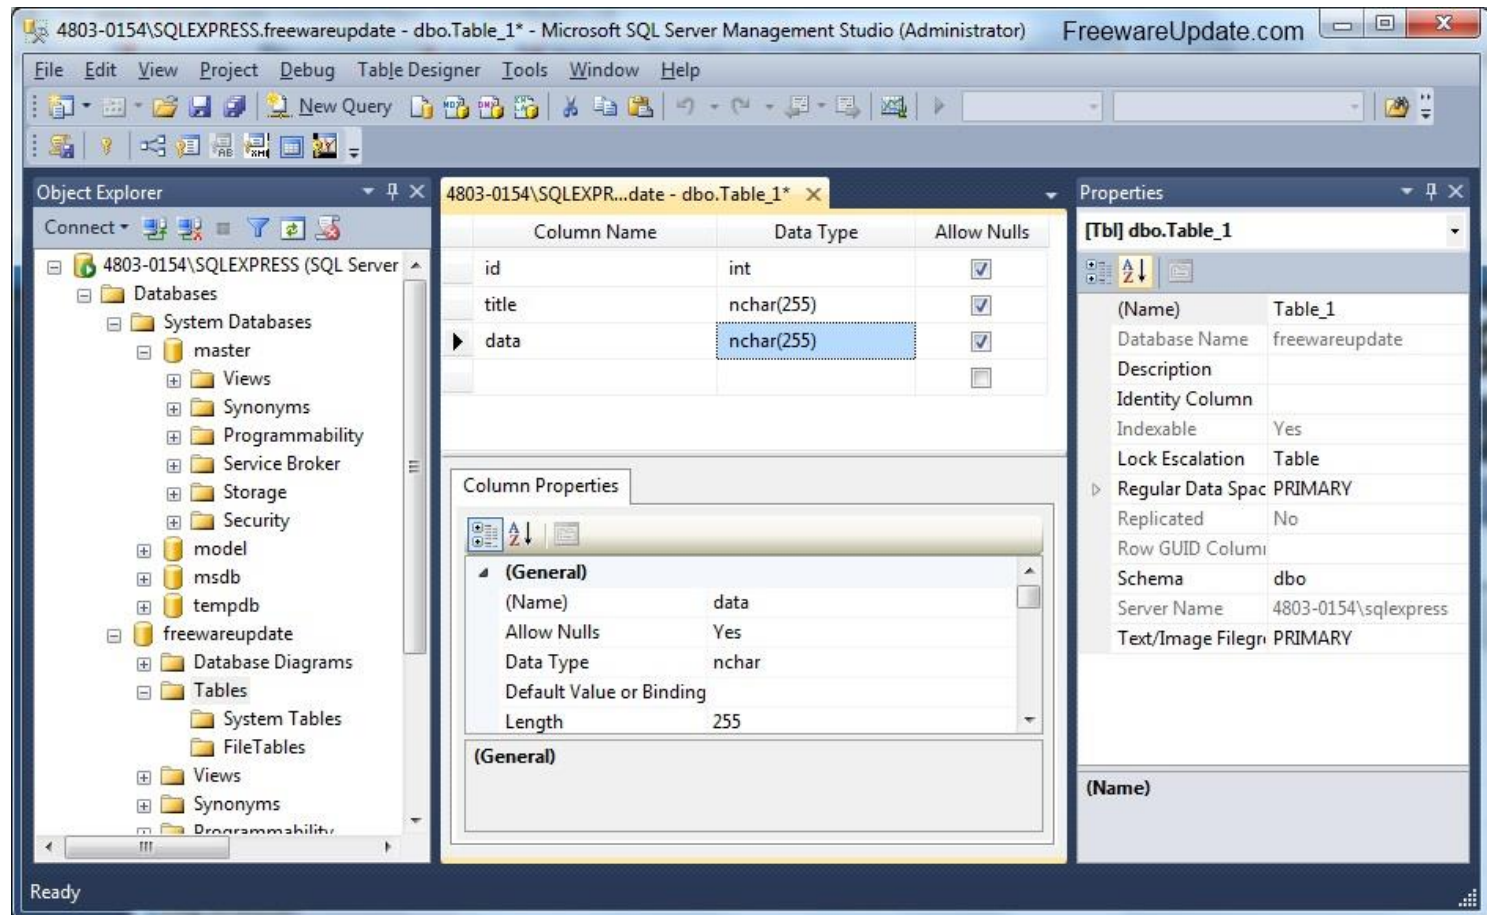 4803-0154\SQLEXPRESS.freewareupdate - dbo.Table_1* - Microsoft SQL Server Management Studio (Administrator) FreewareUpdate.com
File Edit View Project Debug Table Designer Tools Window Help
New Query
Object Explorer
Connect
4803-0154\SQLEXPRESS (SQL Server
Databases
System Databases
master
Views
Synonyms
Programmability
Service Broker
Storage
Security
model
msdb
tempdb
freewareupdate
Database Diagrams
Tables
System Tables
FileTables
Views
Synonyms
Programmability
4803-0154\SQLEXPR...date - dbo.Table_1*
Column Name Data Type Allow Nulls
id int
title nchar(255)
data nchar(255)
Column Properties
(General)
(Name) data
Allow Nulls Yes
Data Type nchar
Default Value or Binding
Length 255
(General)
Properties
[Tbl] dbo.Table_1
(Name) Table_1
Database Name freewareupdate
Description
Identity Column
Indexable Yes
Lock Escalation Table
Regular Data Spac PRIMARY
Replicated No
Row GUID Colum
Schema dbo
Server Name 4803-0154\sqlexpress
Text/Image Filegr PRIMARY
(Name)
Ready